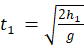 t₁ = √(2h₁/g)